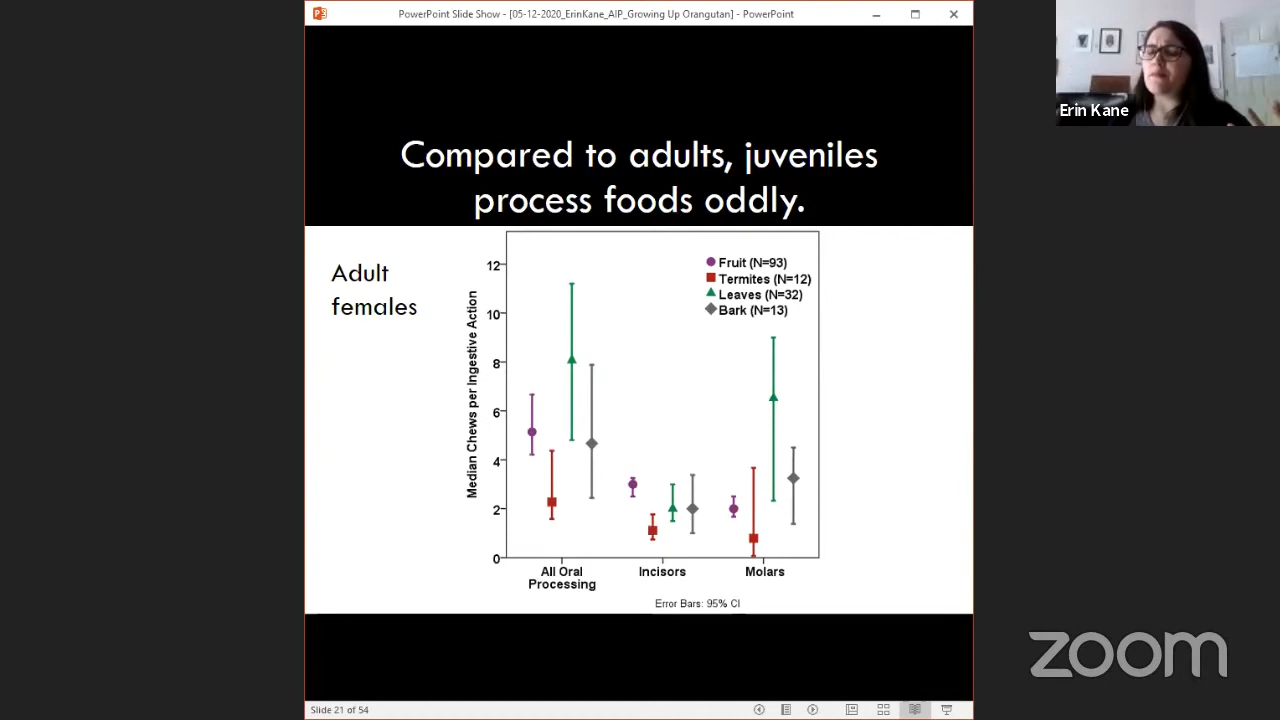 PowerPoint Slide Show - [05-12-2020_ErinKane_AIP_Growing Up Orangutan] - PowerPoint
Erin Kane
Compared to adults, juveniles
process foods oddly.
Adult
females
Median Chews per Ingestive Action
12
10
8
6
4
2
0
Fruit (N=93)
Termites (N=12)
Leaves (N=32)
Bark (N=13)
All Oral
Processing
Incisors
Molars
Error Bars: 95% CI
zoom
Slide 21 of 54